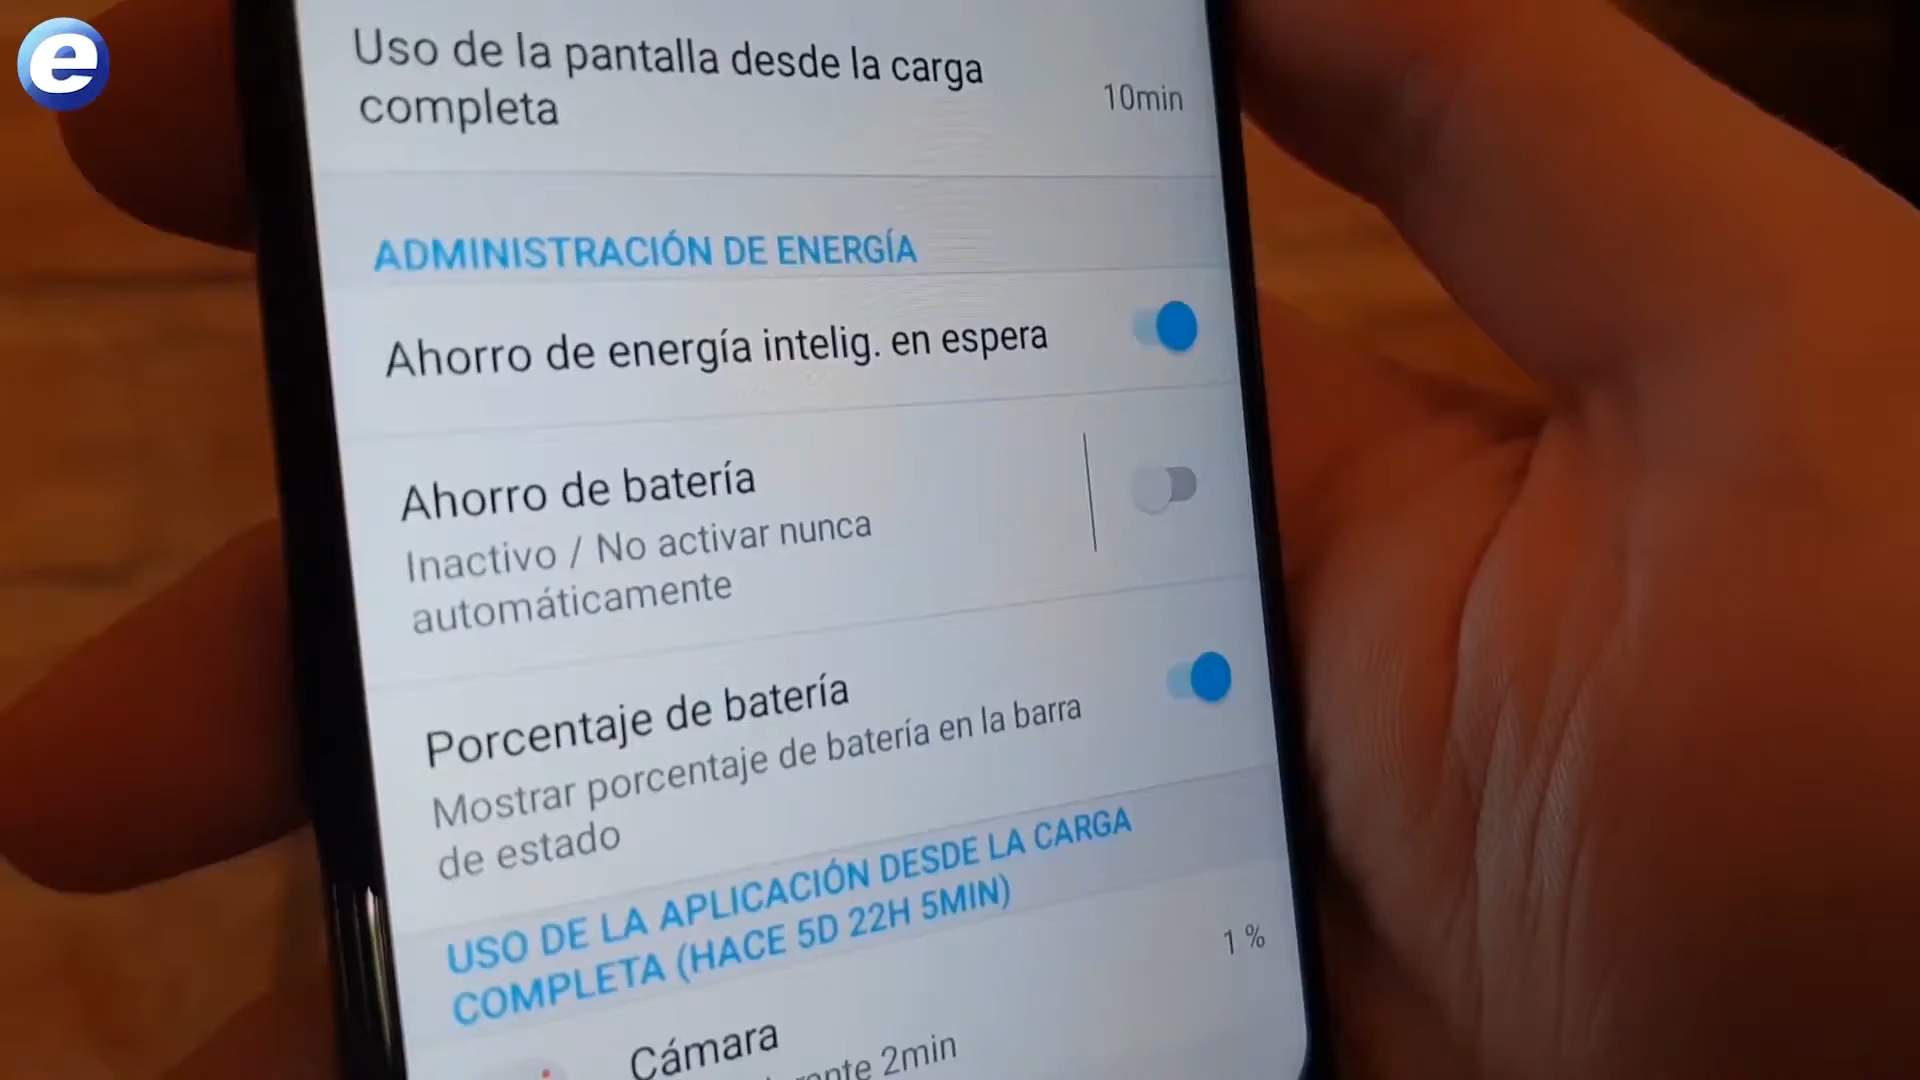 e
Uso de la pantalla desde la carga
completa
10min
ADMINISTRACIÓN DE ENERGÍA
Ahorro de energía intelig. en espera
Ahorro de batería
Inactivo / No activar nunca
automáticamente
Porcentaje de batería
Mostrar porcentaje de batería en la barra
de estado
USO DE LA APLICACIÓN DESDE LA CARGA
COMPLETA (HACE 5D 22H 5MIN)
1 %
Cámara
2min